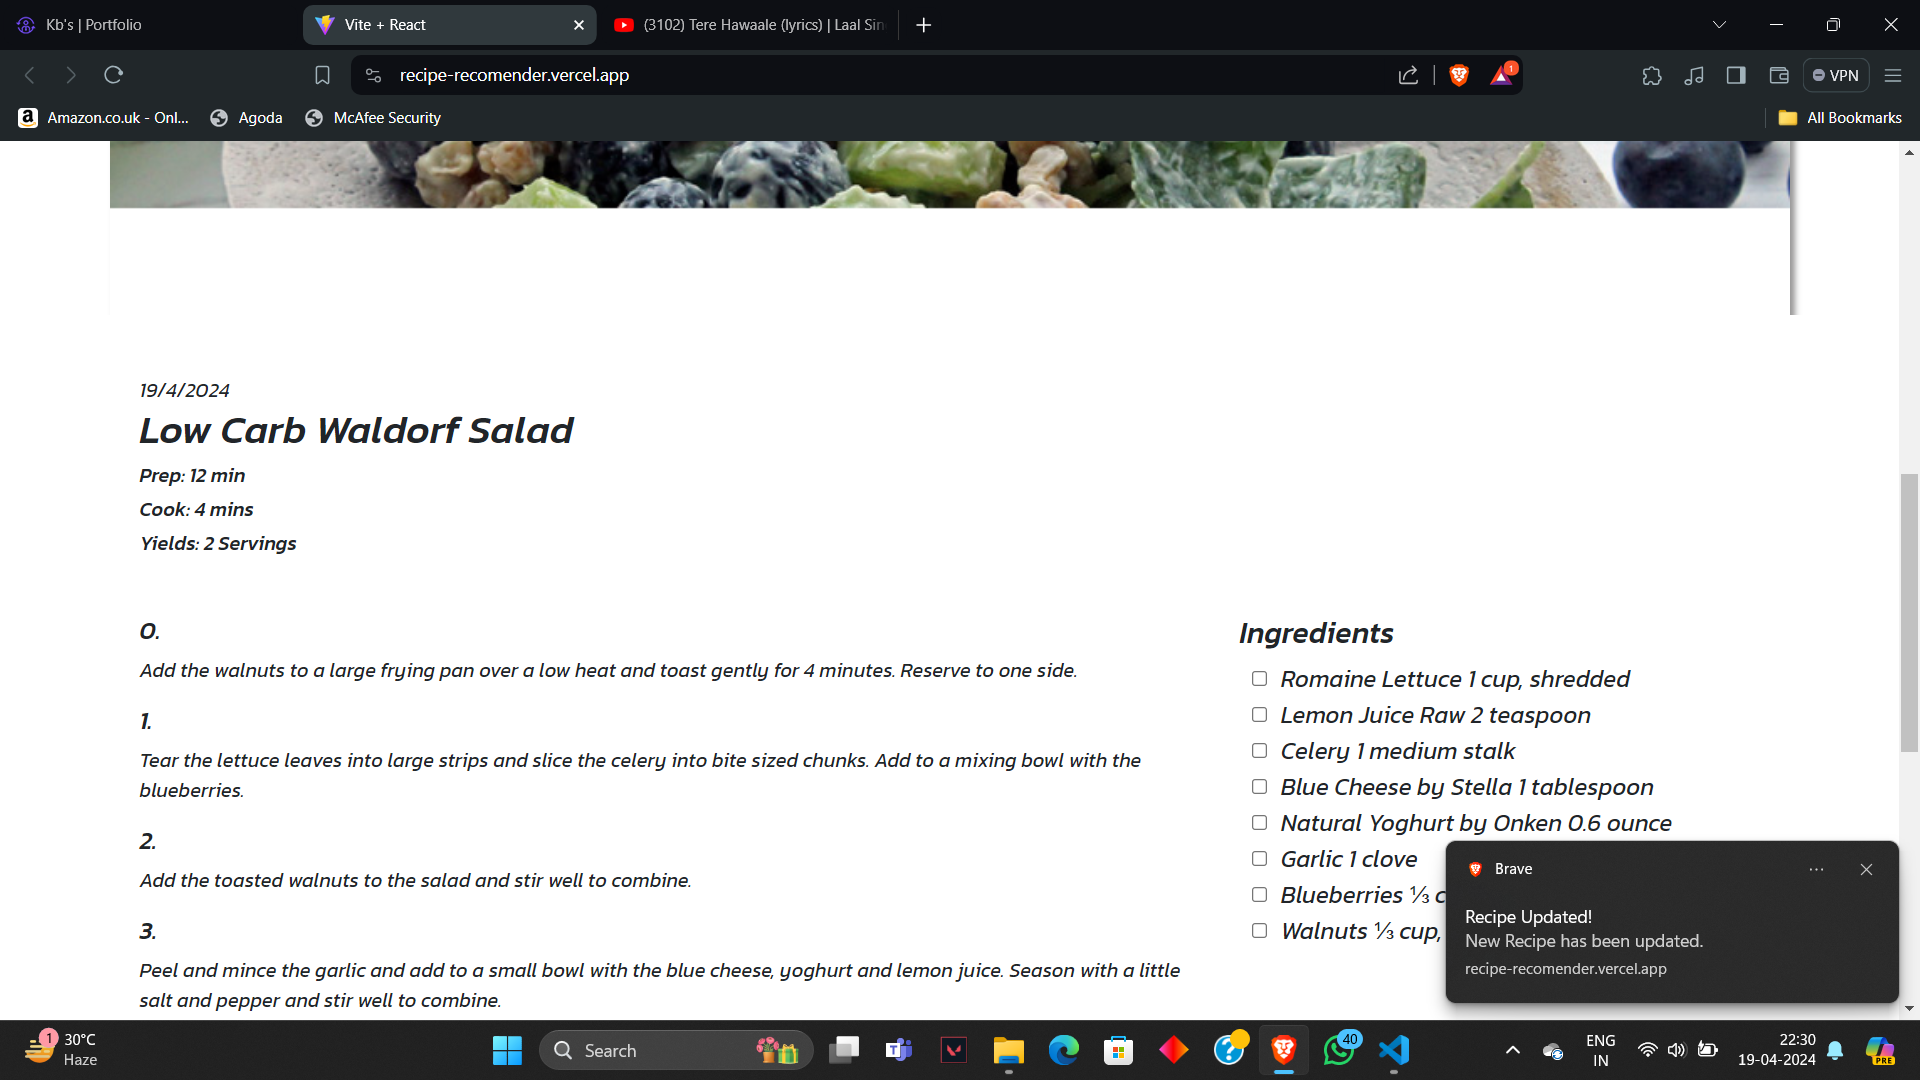 Kb's | Portfolio
Vite + React
(3102) Tere Hawaale (lyrics) | Laal Sin
recipe-recomender.vercel.app
1
VPN
Amazon.co.uk - Onl...
Agoda
McAfee Security
All Bookmarks
19/4/2024
Low Carb Waldorf Salad
Prep: 12 min
Cook: 4 mins
Yields: 2 Servings
0.
Add the walnuts to a large frying pan over a low heat and toast gently for 4 minutes. Reserve to one side.
1.
Tear the lettuce leaves into large strips and slice the celery into bite sized chunks. Add to a mixing bowl with the
blueberries.
2.
Add the toasted walnuts to the salad and stir well to combine.
3.
Peel and mince the garlic and add to a small bowl with the blue cheese, yoghurt and lemon juice. Season with a little
salt and pepper and stir well to combine.
Ingredients
Romaine Lettuce 1 cup, shredded
Lemon Juice Raw 2 teaspoon
Celery 1 medium stalk
Blue Cheese by Stella 1 tablespoon
Natural Yoghurt by Onken 0.6 ounce
Garlic 1 clove
Blueberries ⅓ c
Walnuts ⅓ cup,
Brave
Recipe Updated!
New Recipe has been updated.
recipe-recomender.vercel.app
1
30°C
Haze
Search
40
ENG
IN
22:30
19-04-2024
PRE